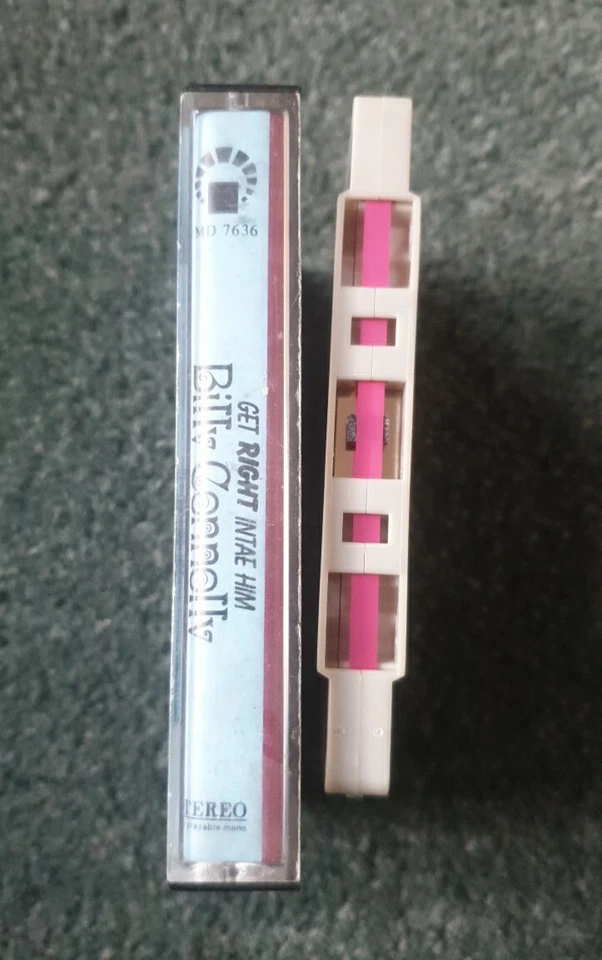 MD 7636
GET RIGHT INTAE HIM
Billy Connolly
TEREO
playable mono